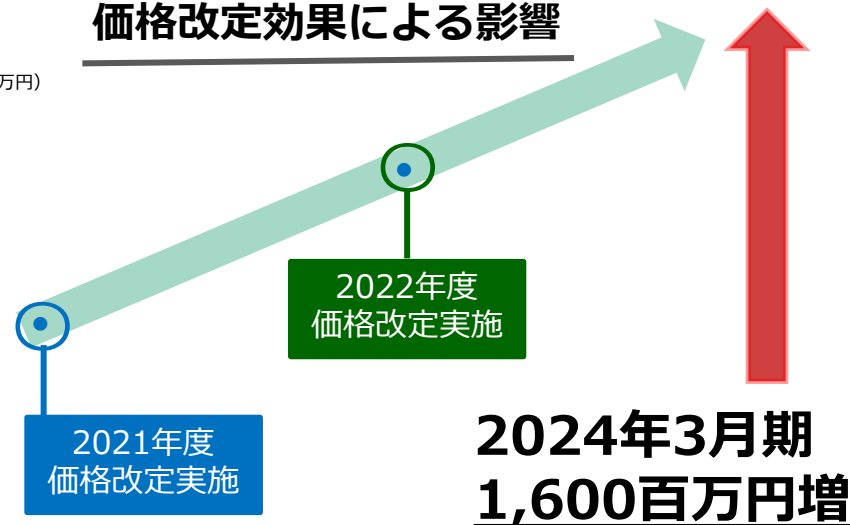 価格改定効果による影響
万円）
2022年度
価格改定実施
2021年度
価格改定実施
2024年3月期
1,600百万円増